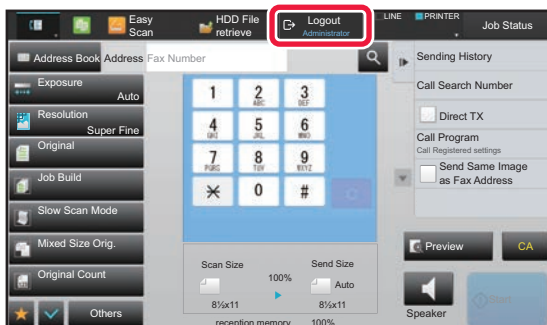 Easy
Scan
HDD File
retrieve
Logout
Administrator
LINE
PRINTER
Job Status
Address Book
Address
Fax Number
Sending History
Exposure
Auto
Call Search Number
Resolution
Super Fine
Direct TX
Original
Call Program
Call Registered settings
Job Build
Send Same Image
as Fax Address
Slow Scan Mode
1
2
ABC
3
DEF
4
GHI
5
JKL
6
MNO
7
PQRS
8
TUV
9
WXYZ
0
#
C
Mixed Size Orig.
Preview
CA
Original Count
Scan Size
100%
Send Size
Auto
8½x11
8½x11
Speaker
Start
Others
reception memory 100%